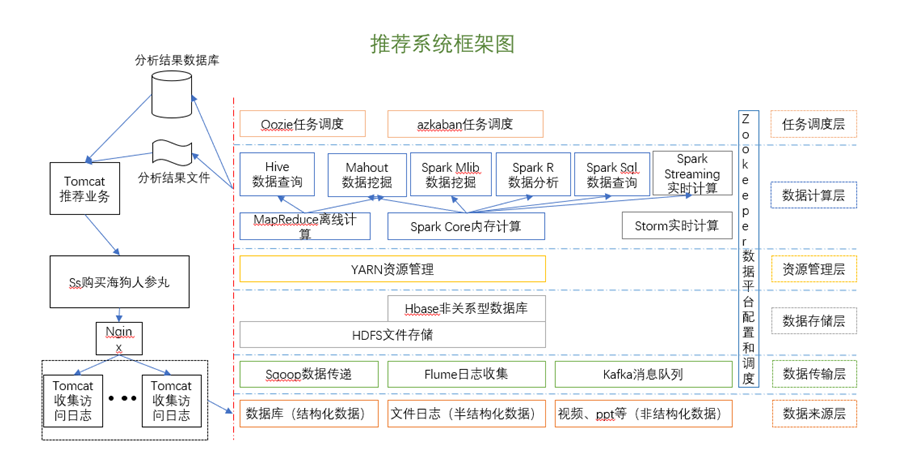 推荐系统框架图
分析结果数据库
分析结果文件
Tomcat
推荐业务
Ss购买海狗人参丸
Ngin
x
Tomcat
收集访
问日志
Tomcat
收集访
问日志
Oozie任务调度
azkaban任务调度
Hive
数据查询
Mahout
数据挖掘
Spark Mlib
数据挖掘
Spark R
数据分析
Spark Sql
数据查询
Spark
Streaming
实时计算
MapReduce离线计
算
Spark Core内存计算
Storm实时计算
YARN资源管理
Hbase非关系型数据库
HDFS文件存储
Sqoop数据传递
Flume日志收集
Kafka消息队列
数据库（结构化数据）
文件日志（半结构化数据）
视频、ppt等（非结构化数据）
Zookeeper数据平台配置和调度
任务调度层
数据计算层
资源管理层
数据存储层
数据传输层
数据来源层